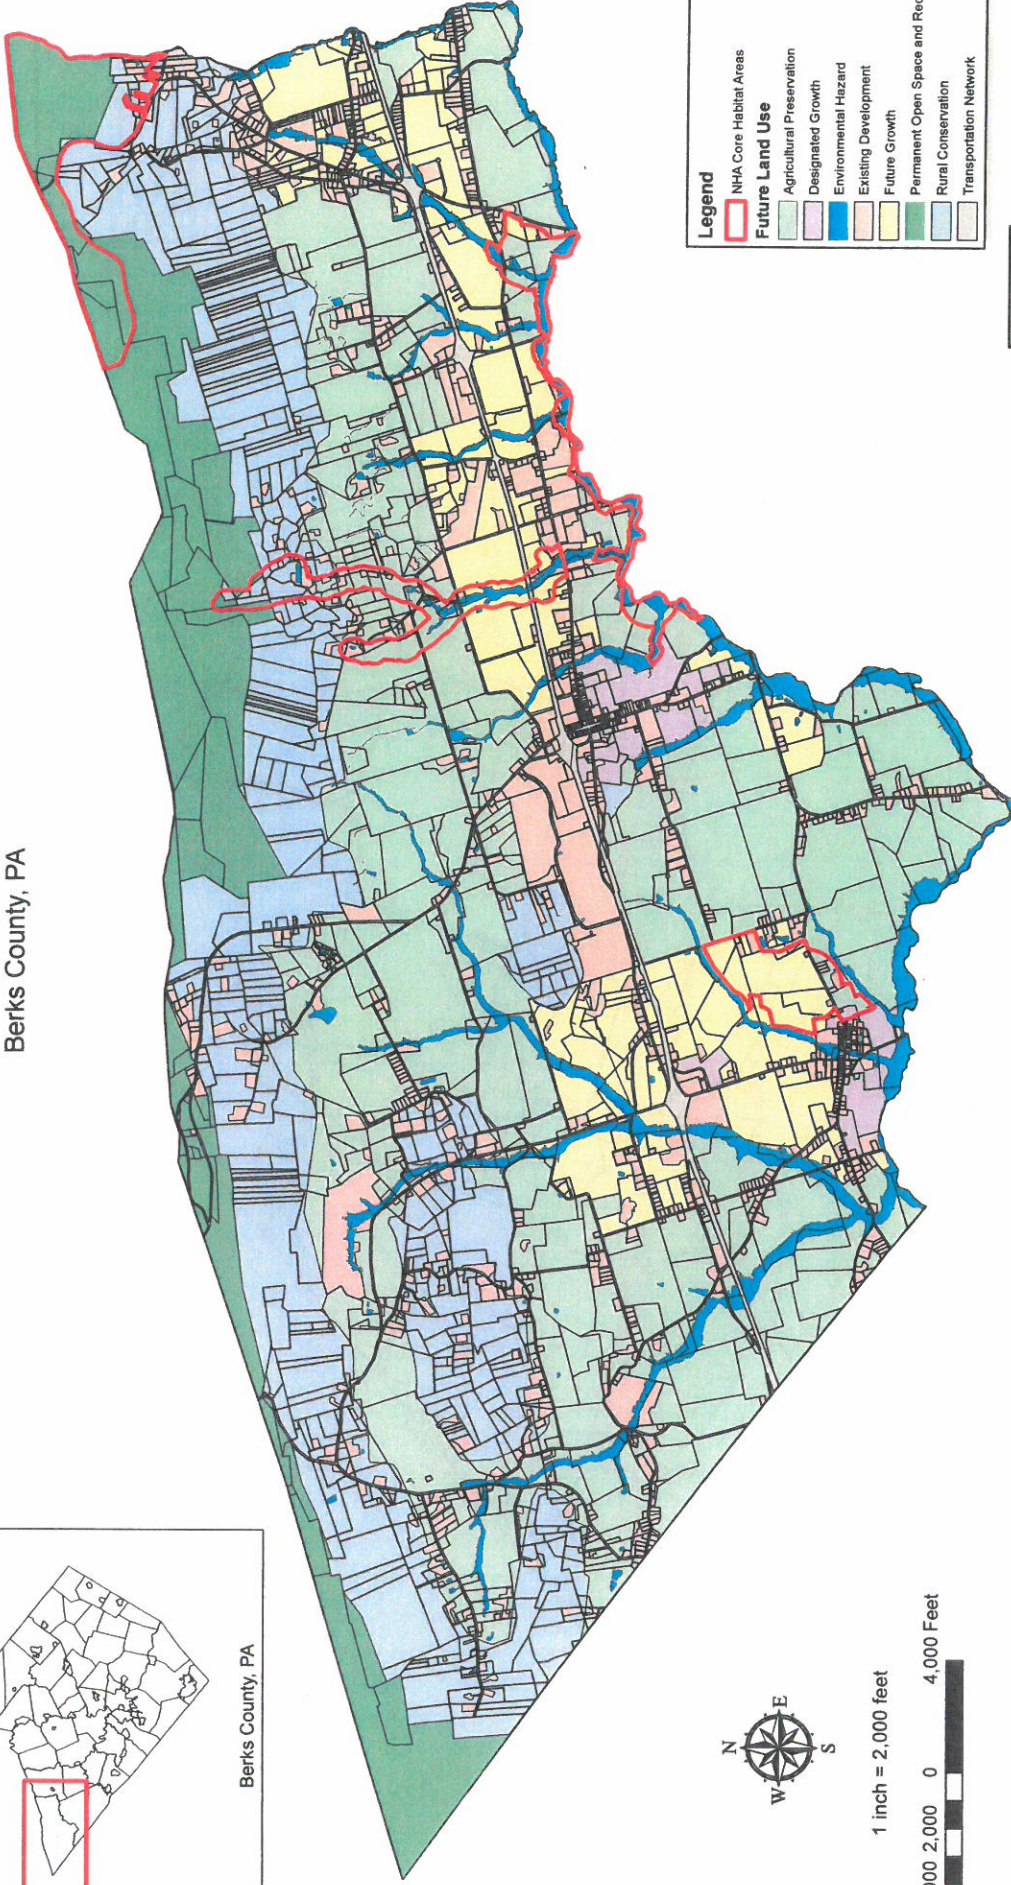 Berks County, PA
Legend
NHA Core Habitat Areas
Future Land Use
Agricultural Preservation
Designated Growth
Environmental Hazard
Existing Development
Future Growth
Permanent Open Space and Rec
Rural Conservation
Transportation Network
Berks County, PA
N
W E
S
1 inch = 2,000 feet
000 2,000 0 4,000 Feet